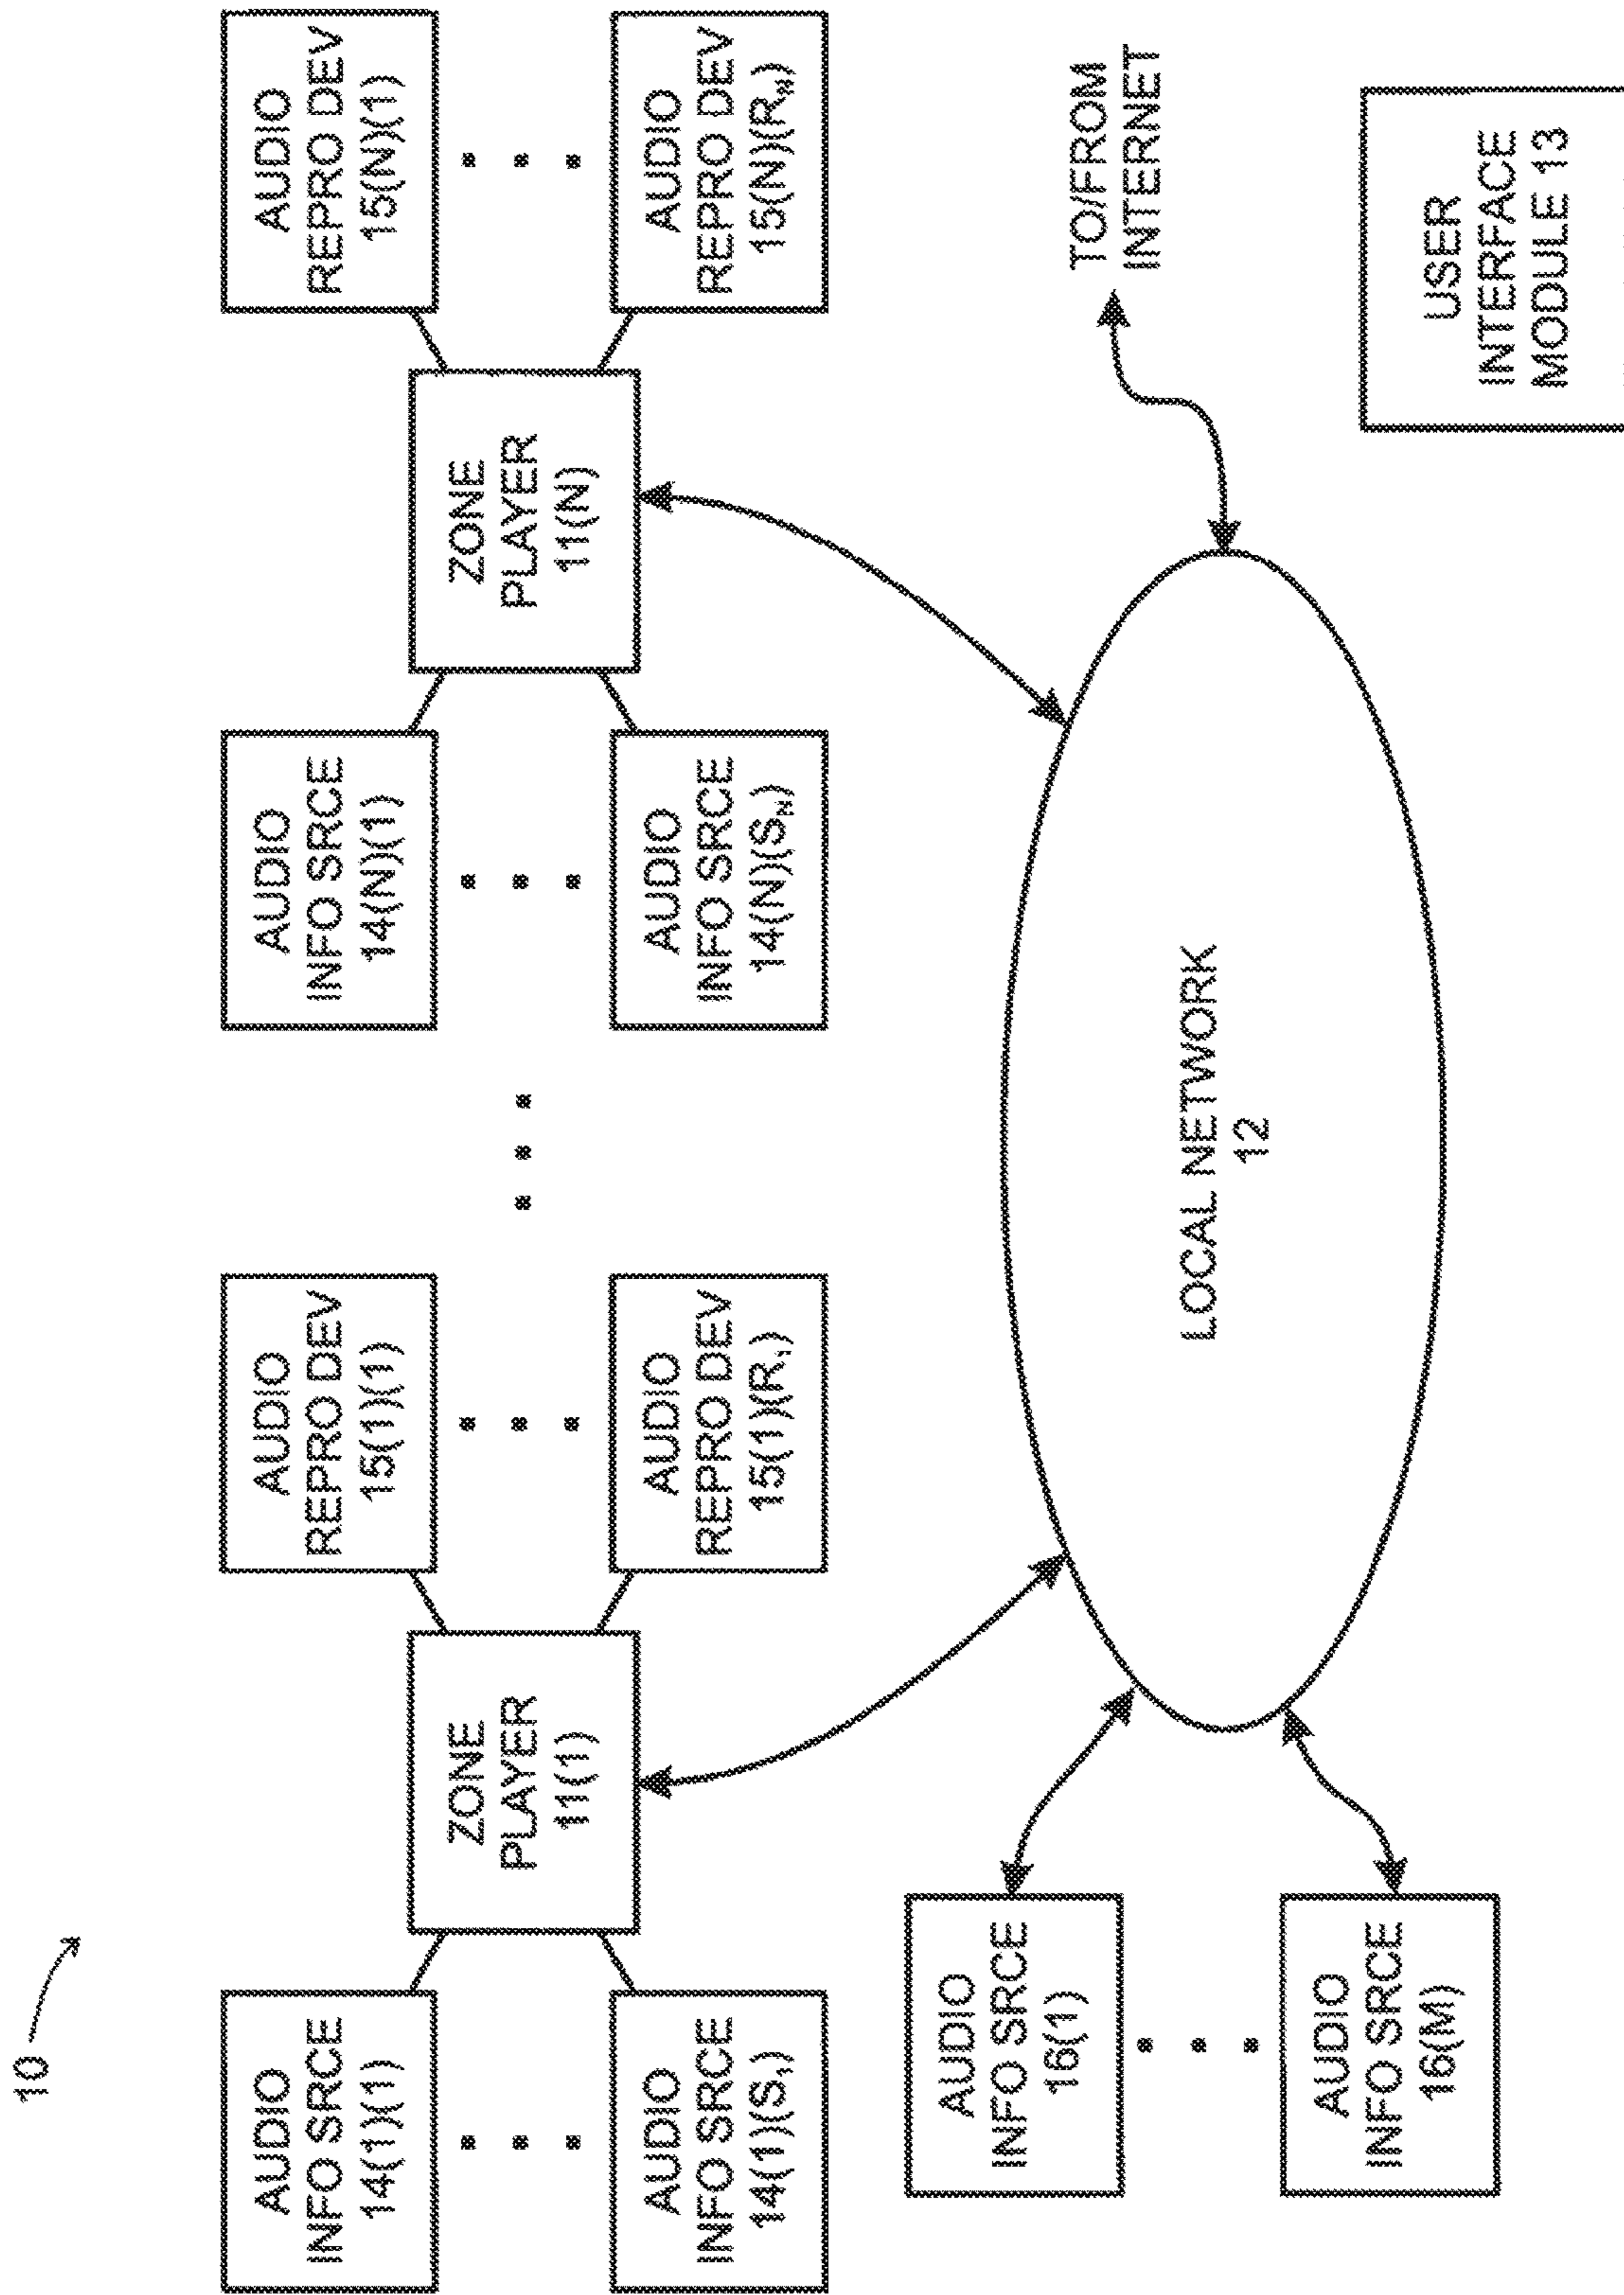 10
AUDIO
INFO SRCE
14(1)(1)
AUDIO
INFO SRCE
14(1)(S₁)
ZONE
PLAYER
11(1)
AUDIO
REPRO DEV
15(1)(1)
AUDIO
REPRO DEV
15(1)(R₁)
AUDIO
INFO SRCE
14(N)(1)
AUDIO
INFO SRCE
14(N)(S_N)
ZONE
PLAYER
11(N)
AUDIO
REPRO DEV
15(N)(1)
AUDIO
REPRO DEV
15(N)(R_N)
AUDIO
INFO SRCE
16(1)
AUDIO
INFO SRCE
16(M)
LOCAL NETWORK
12
TO/FROM
INTERNET
USER
INTERFACE
MODULE 13